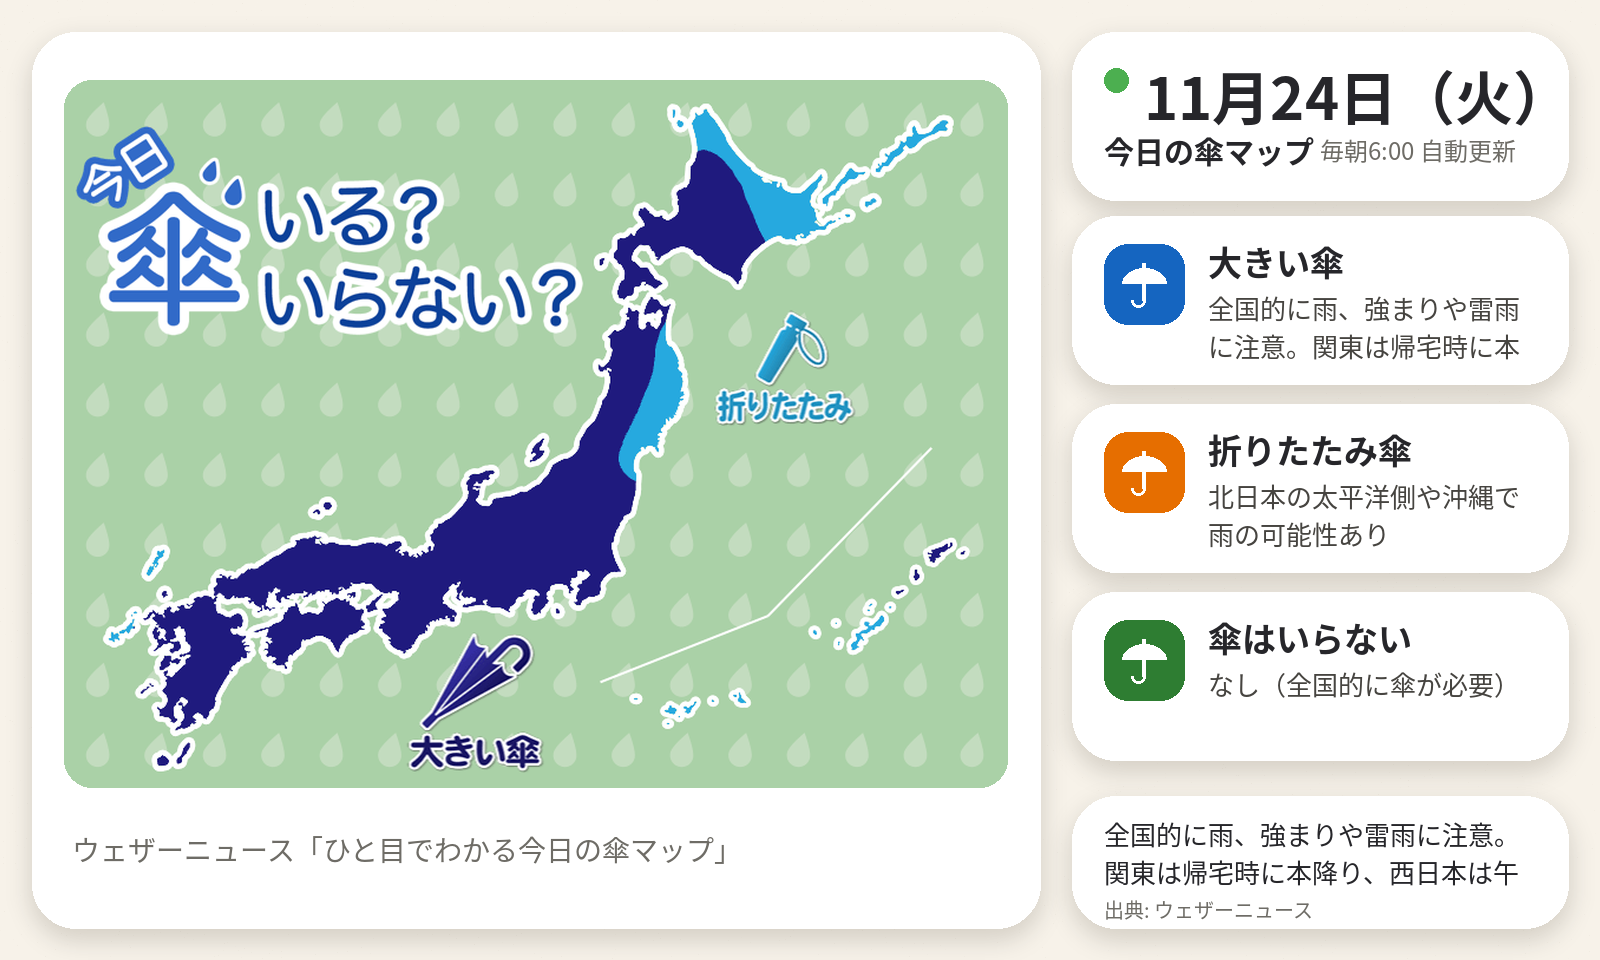 今日
傘
いる?
いらない?
折りたたみ
大きい傘
ウェザーニュース「ひと目でわかる今日の傘マップ」
11月24日（火）
今日の傘マップ 毎朝6:00 自動更新
大きい傘
全国的に雨、強まりや雷雨
に注意。関東は帰宅時に本
折りたたみ傘
北日本の太平洋側や沖縄で
雨の可能性あり
傘はいらない
なし（全国的に傘が必要）
全国的に雨、強まりや雷雨に注意。
関東は帰宅時に本降り、西日本は午
出典: ウェザーニュース